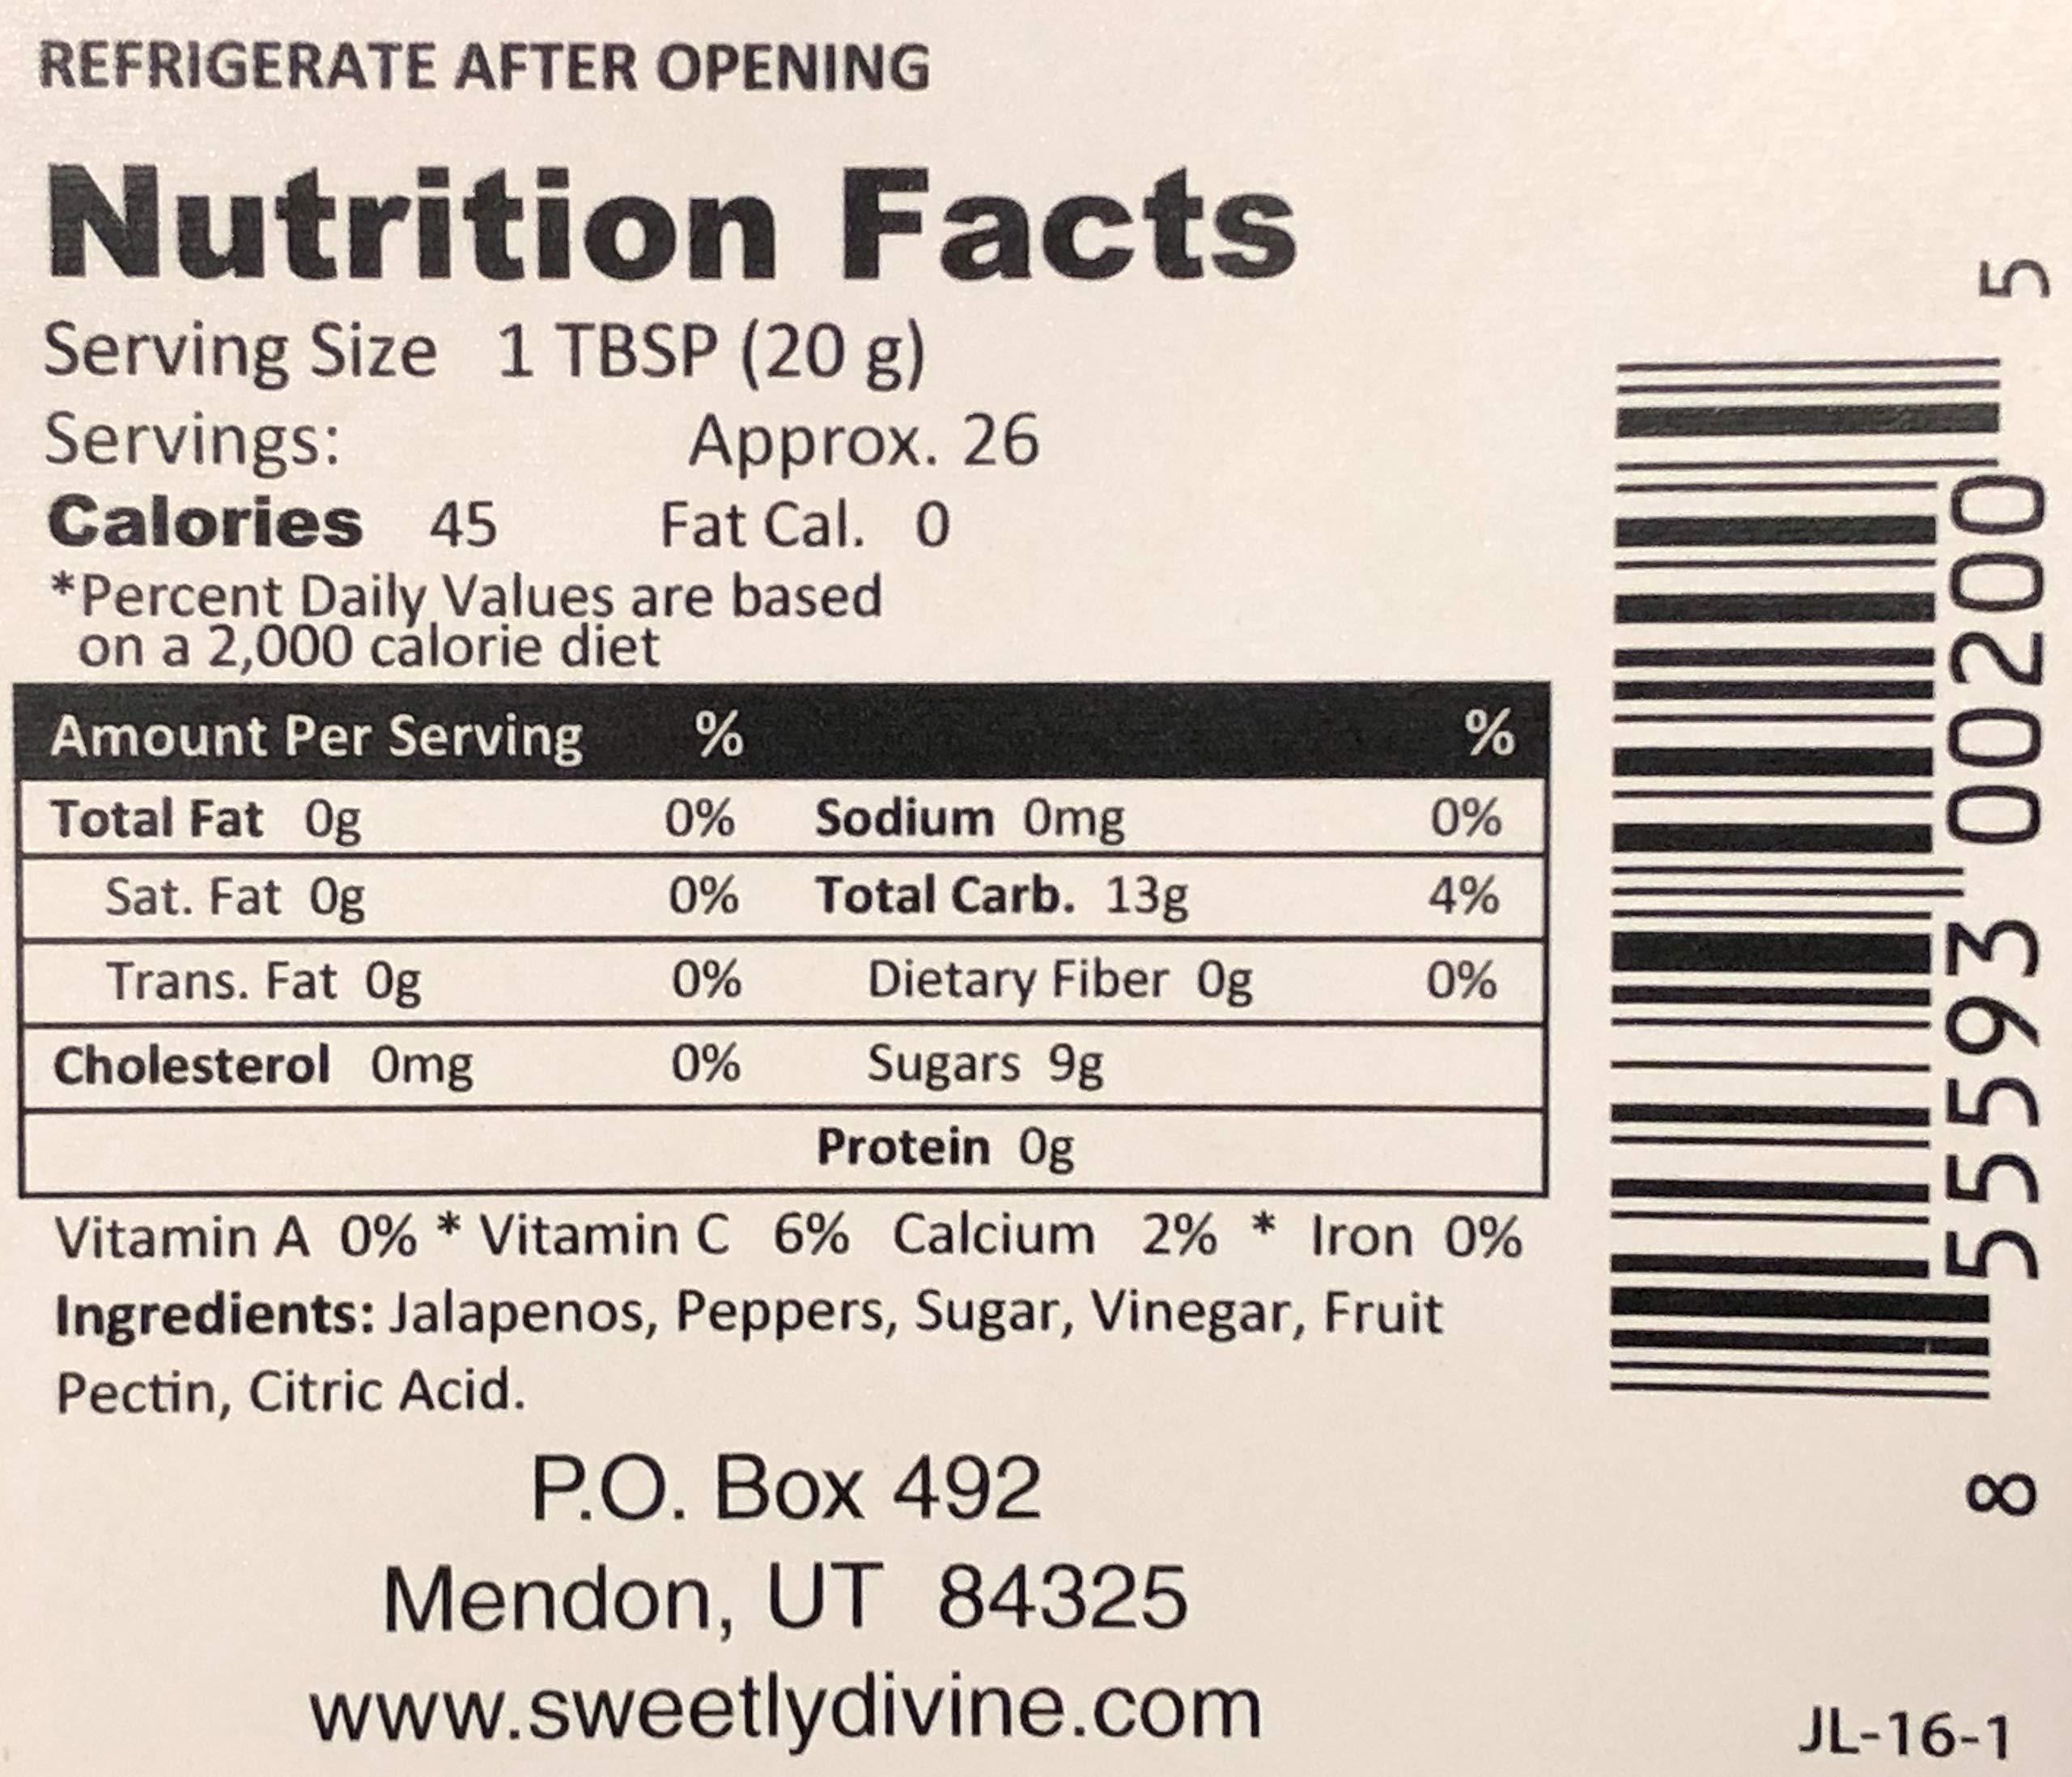 REFRIGERATE AFTER OPENING
Nutrition Facts
Serving Size 1 TBSP (20 g)
Servings: Approx. 26
Calories 45 Fat Cal. 0
*Percent Daily Values are based
on a 2,000 calorie diet
Amount Per Serving % %
Total Fat 0g 0% Sodium 0mg 0%
Sat. Fat 0g 0% Total Carb. 13g 4%
Trans. Fat 0g 0% Dietary Fiber 0g 0%
Cholesterol 0mg 0% Sugars 9g
Protein 0g
Vitamin A 0% * Vitamin C 6% Calcium 2% * Iron 0%
Ingredients: Jalapenos, Peppers, Sugar, Vinegar, Fruit
Pectin, Citric Acid.
P.O. Box 492
Mendon, UT 84325
www.sweetlydivine.com
8 55593 00200 5
JL-16-1